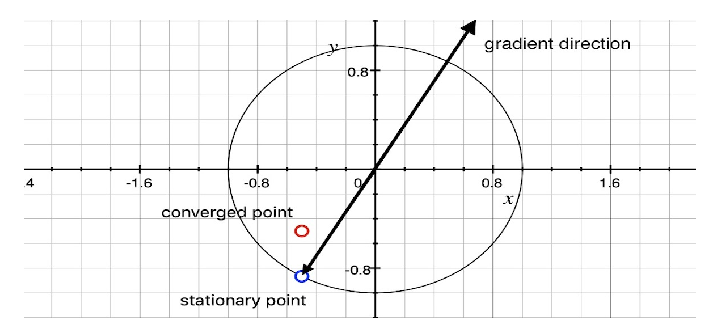 y
gradient direction
0.8
.4
-1.6
-0.8
0
0.8
1.6
x
converged point
-0.8
stationary point